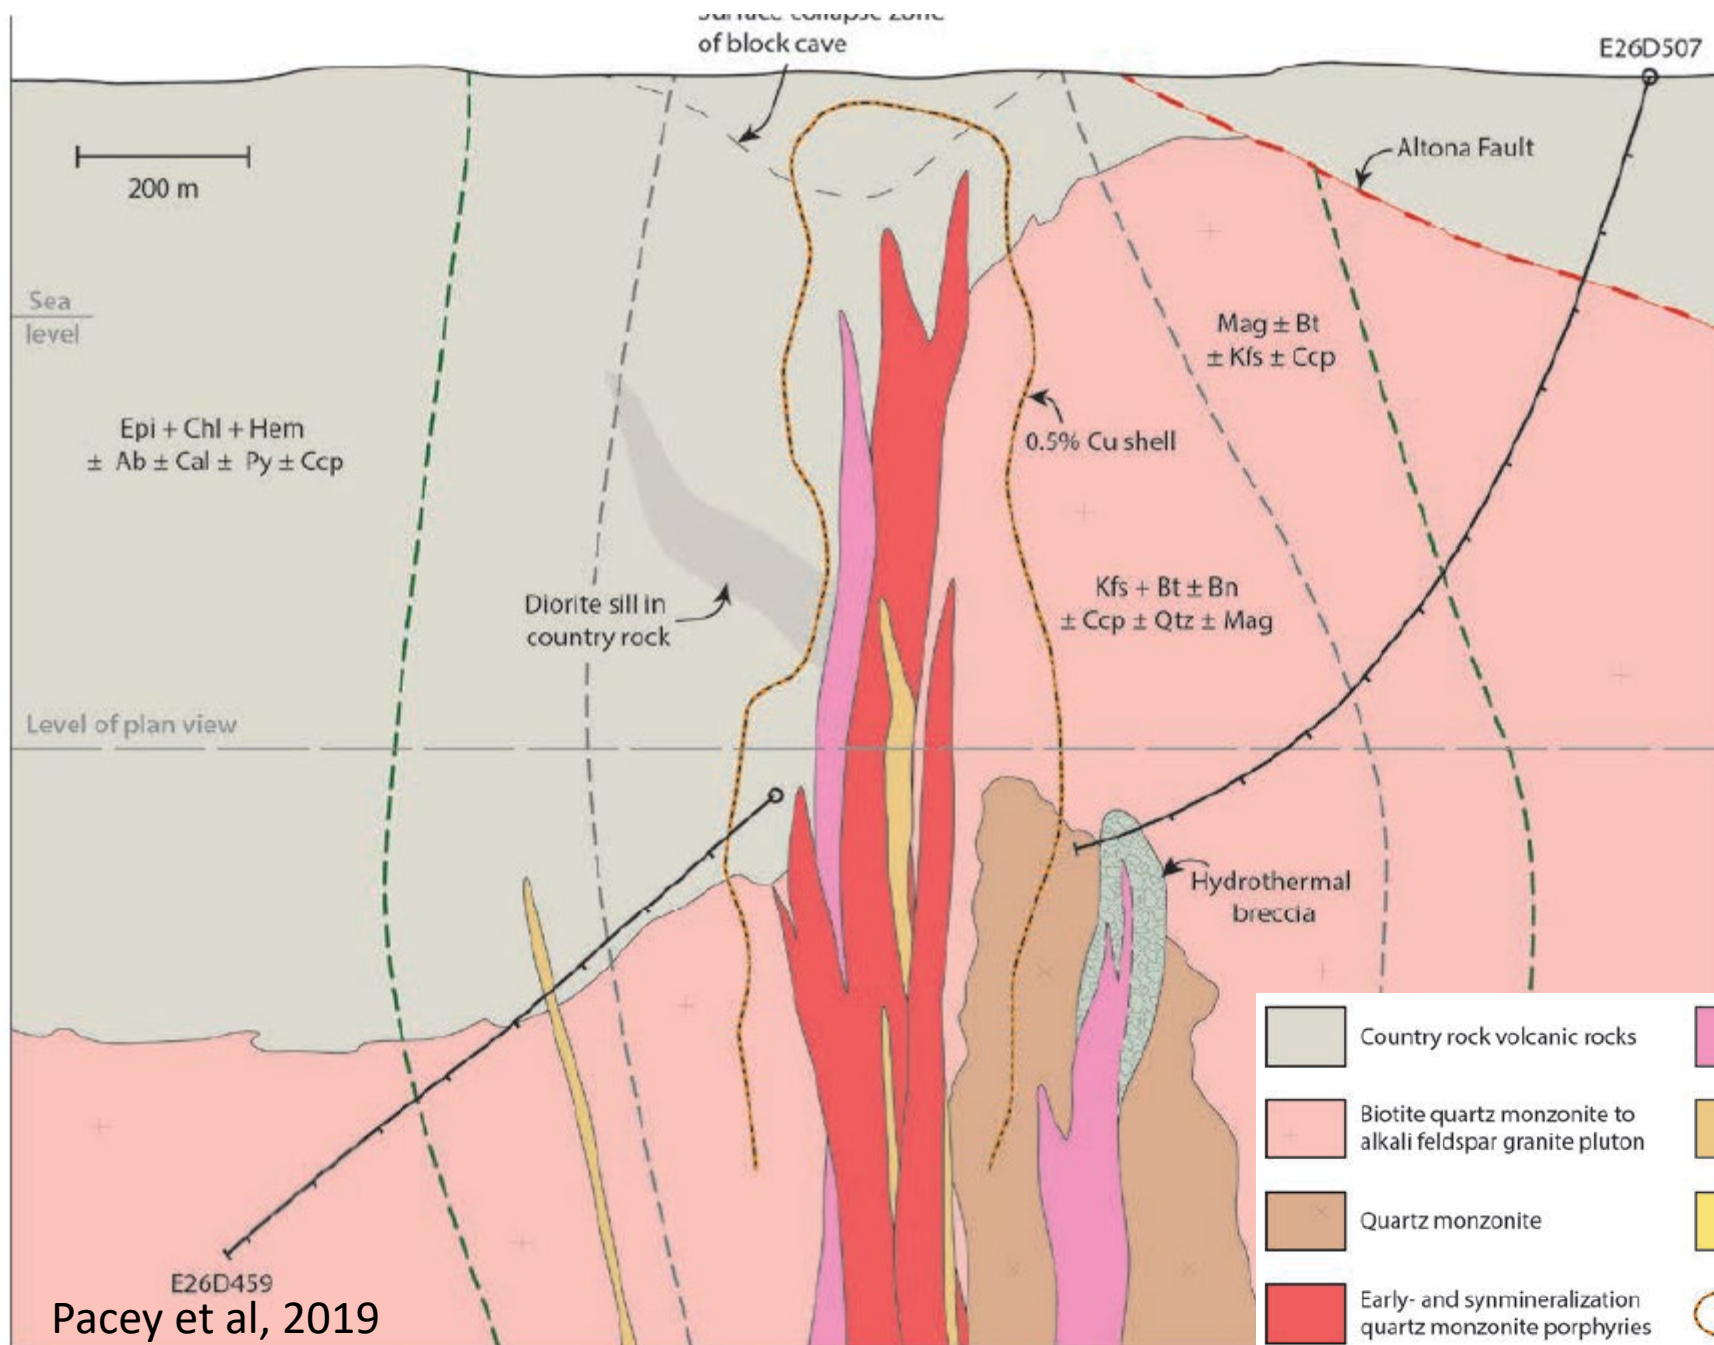 Surface collapse zone
of block cave
E26D507
200 m
Altona Fault
Sea
level
Mag ± Bt
± Kfs ± Ccp
Epi + Chl + Hem
± Ab ± Cal ± Py ± Ccp
0.5% Cu shell
Kfs + Bt ± Bn
± Ccp ± Qtz ± Mag
Diorite sill in
country rock
Level of plan view
Hydrothermal
breccia
Country rock volcanic rocks
Biotite quartz monzonite to
alkali feldspar granite pluton
Quartz monzonite
Early- and synmineralization
quartz monzonite porphyries
E26D459
Pacey et al, 2019